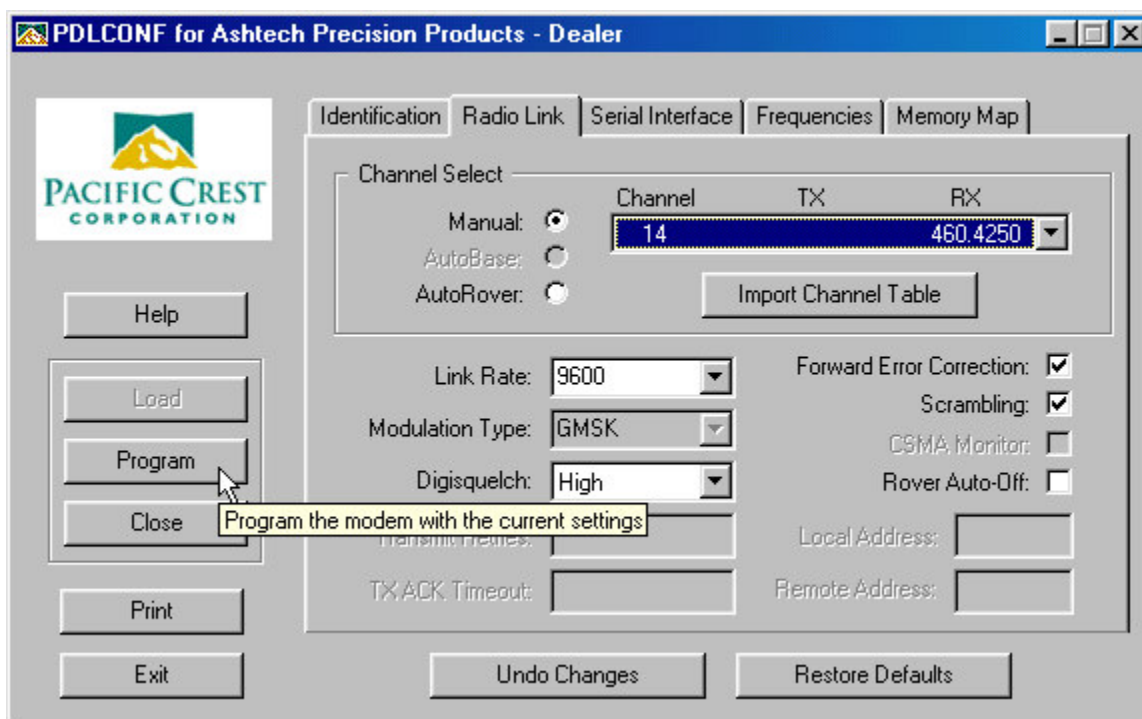 PDLCONF for Ashtech Precision Products - Dealer
PACIFIC CREST
CORPORATION
Help
Load
Program
Close
Print
Exit
Identification
Radio Link
Serial Interface
Frequencies
Memory Map
Channel Select
Manual:
AutoBase:
AutoRover:
Channel TX RX
14 460.4250
Import Channel Table
Link Rate: 9600
Modulation Type: GMSK
Digisquelch: High
Program the modem with the current settings
Transmit Retries:
TX ACK Timeout:
Forward Error Correction:
Scrambling:
CSMA Monitor:
Rover Auto-Off:
Local Address:
Remote Address:
Undo Changes
Restore Defaults